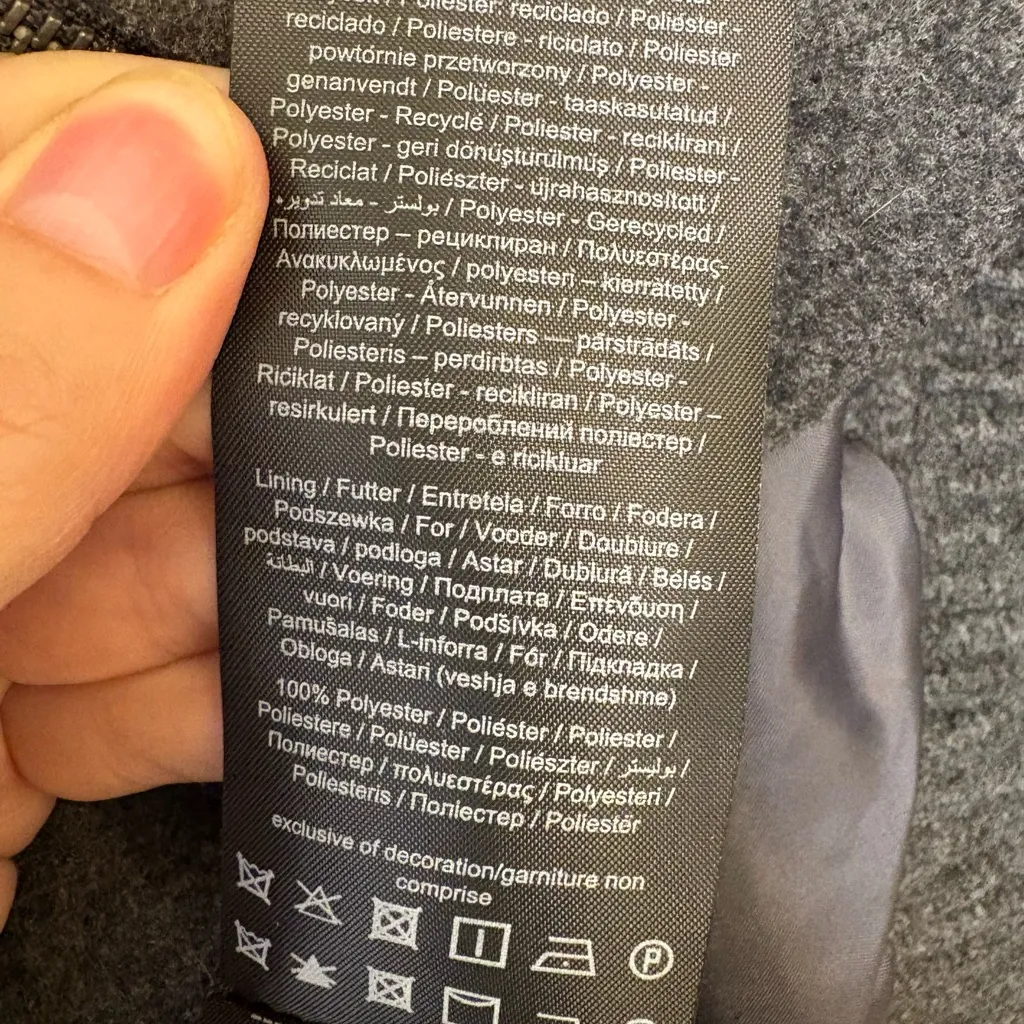 Poliester reciclado / Poliéster -
reciclado / Poliestere - riciclato / Poliester
powtórnie przetworzony / Polyester -
genanvendt / Polüester - taaskasutatud /
Polyester - Recyclé / Poliester - reciklirani /
Polyester - geri dönüştürülmüş / Poliester -
Reciclat / Poliészter - újrahasznosított /
بوليستر - معاد تدويره / Polyester - Gerecycled /
Полиестер – рециклиран / Πολυεστέρας-
Ανακυκλωμένος / polyesteri – kierrätetty /
Polyester - Återvunnen / Polyester -
recyklovaný / Poliesters — pārstrādāts /
Poliesteris – perdirbtas / Polyester -
Riċiklat / Poliester - recikliran / Polyester –
resirkulert / Перероблений поліестер /
Poliester - e ricikluar
Lining / Futter / Entretela / Forro / Fodera /
Podszewka / For / Vooder / Doublure /
podstava / podloga / Astar / Dublură / Bélés /
البطانة / Voering / Подплата / Επένδυση /
vuori / Foder / Podšívka / Odere /
Pamušalas / L-inforra / Fôr / Підкладка /
Obloga / Astari (veshja e brendshme)
100% Polyester / Poliéster / Poliester /
Poliestere / Polüester / Poliészter / بوليستر /
Полиестер / πολυεστέρας / Polyesteri /
Poliesteris / Поліестер / Poliestër
exclusive of decoration/garniture non
comprise
P